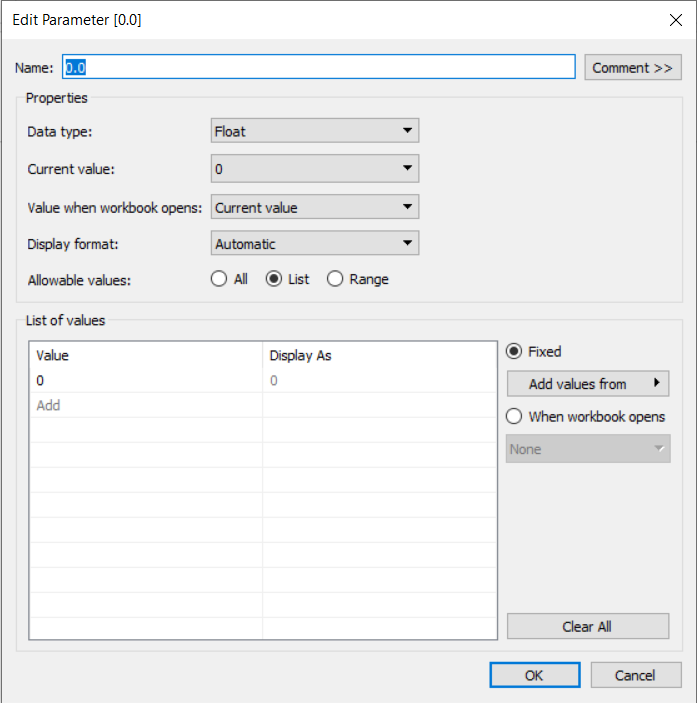 Edit Parameter [0.0]
Name: 0.0 Comment >>
Properties
Data type: Float
Current value: 0
Value when workbook opens: Current value
Display format: Automatic
Allowable values: All List Range
List of values
Value Display As
0 0
Add
Fixed
Add values from
When workbook opens
None
Clear All
OK Cancel